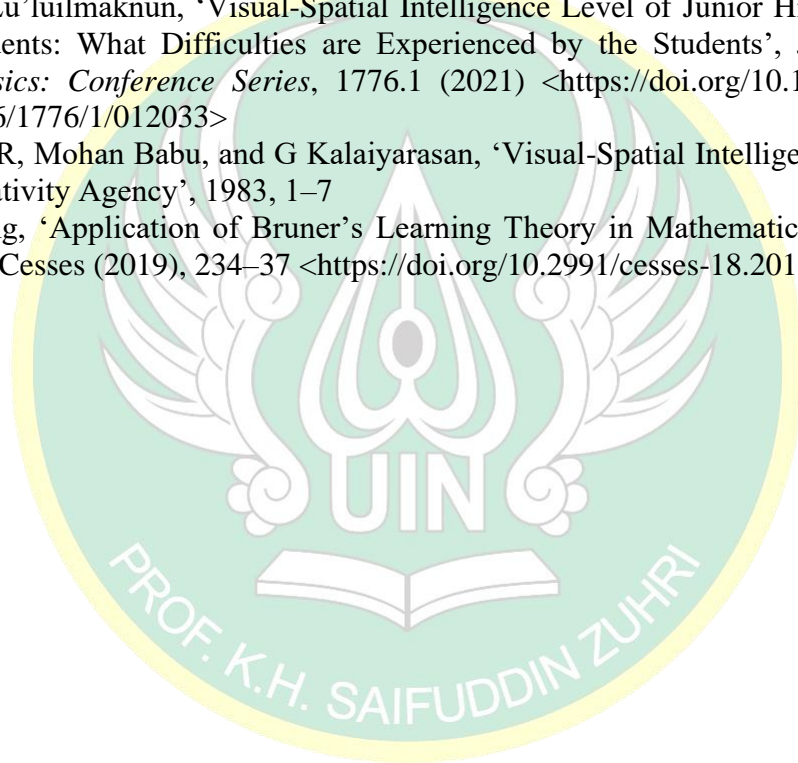 Lu’luilmaknun, ‘Visual-Spatial Intelligence Level of Junior Hi
ents: What Difficulties are Experienced by the Students’,
sics: Conference Series, 1776.1 (2021) <https://doi.org/10.1
6/1776/1/012033>
R, Mohan Babu, and G Kalaiyarasan, ‘Visual-Spatial Intellige
ativity Agency’, 1983, 1–7
g, ‘Application of Bruner’s Learning Theory in Mathematic
Cesses (2019), 234–37 <https://doi.org/10.2991/cesses-18.201
UIN
PROF. K.H. SAIFUDDIN ZUHRI